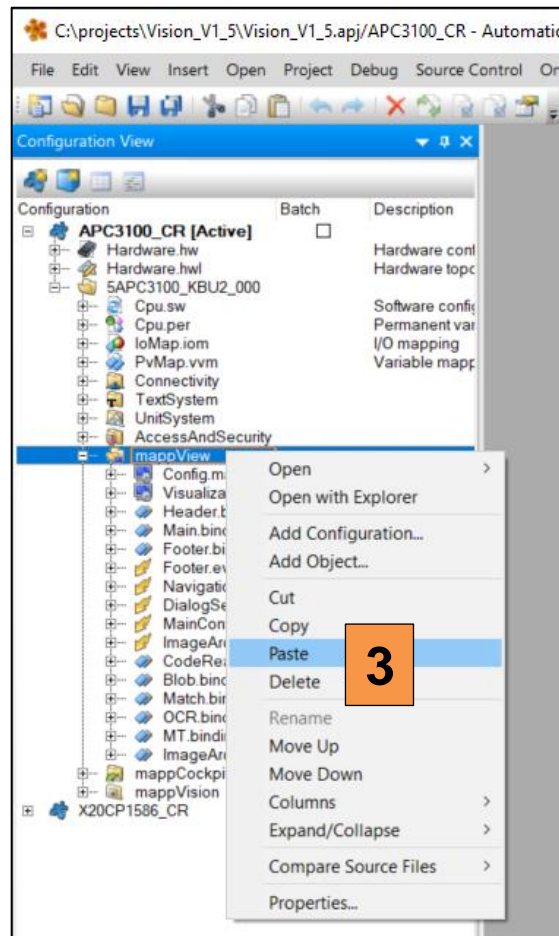 C:\projects\Vision_V1_5\Vision_V1_5.apj/APC3100_CR - Automatic
File Edit View Insert Open Project Debug Source Control On
Configuration View
Configuration Batch Description
APC3100_CR [Active]
Hardware.hw Hardware conf
Hardware.hwl Hardware topo
5APC3100_KBU2_000
Cpu.sw Software config
Cpu.per Permanent var
IoMap.iom I/O mapping
PvMap.vvm Variable mapp
Connectivity
TextSystem
UnitSystem
AccessAndSecurity
mappView
Config.m
Visualiza
Header.b
Main.bind
Footer.bi
Footer.ev
Navigatio
DialogSe
MainCon
ImageAr
CodeRea
Blob.bind
Match.bin
OCR.bind
MT.bindi
ImageAr
mappCockpi
mappVision
X20CP1586_CR
Open
Open with Explorer
Add Configuration...
Add Object...
Cut
Copy
Paste
3
Delete
Rename
Move Up
Move Down
Columns
Expand/Collapse
Compare Source Files
Properties...